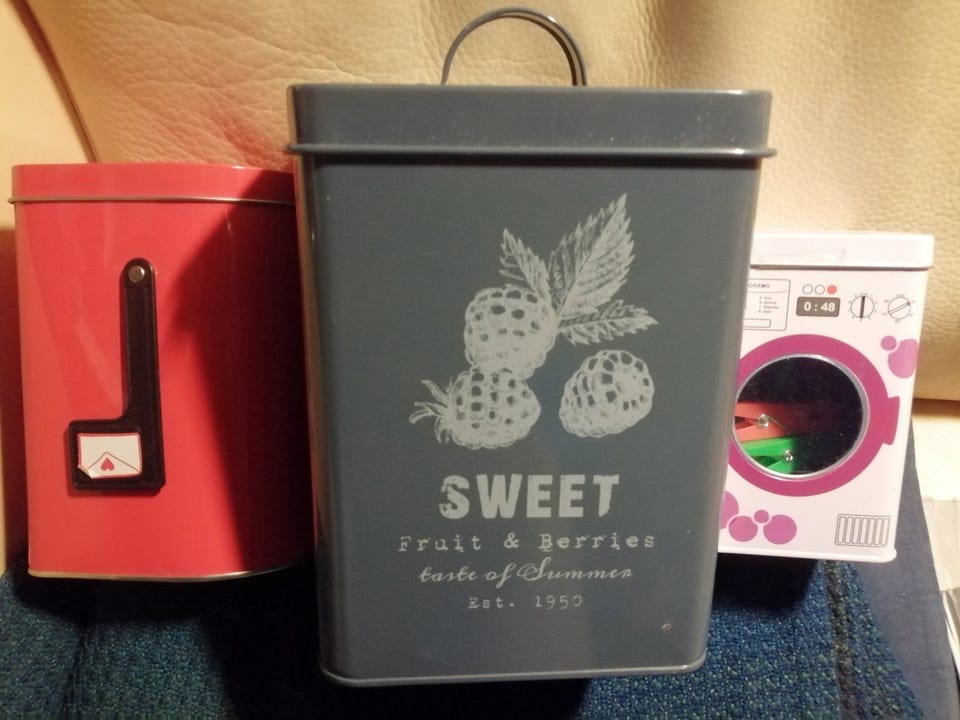 SWEET
Fruit & Berries
taste of Summer
Est. 1950
0:48